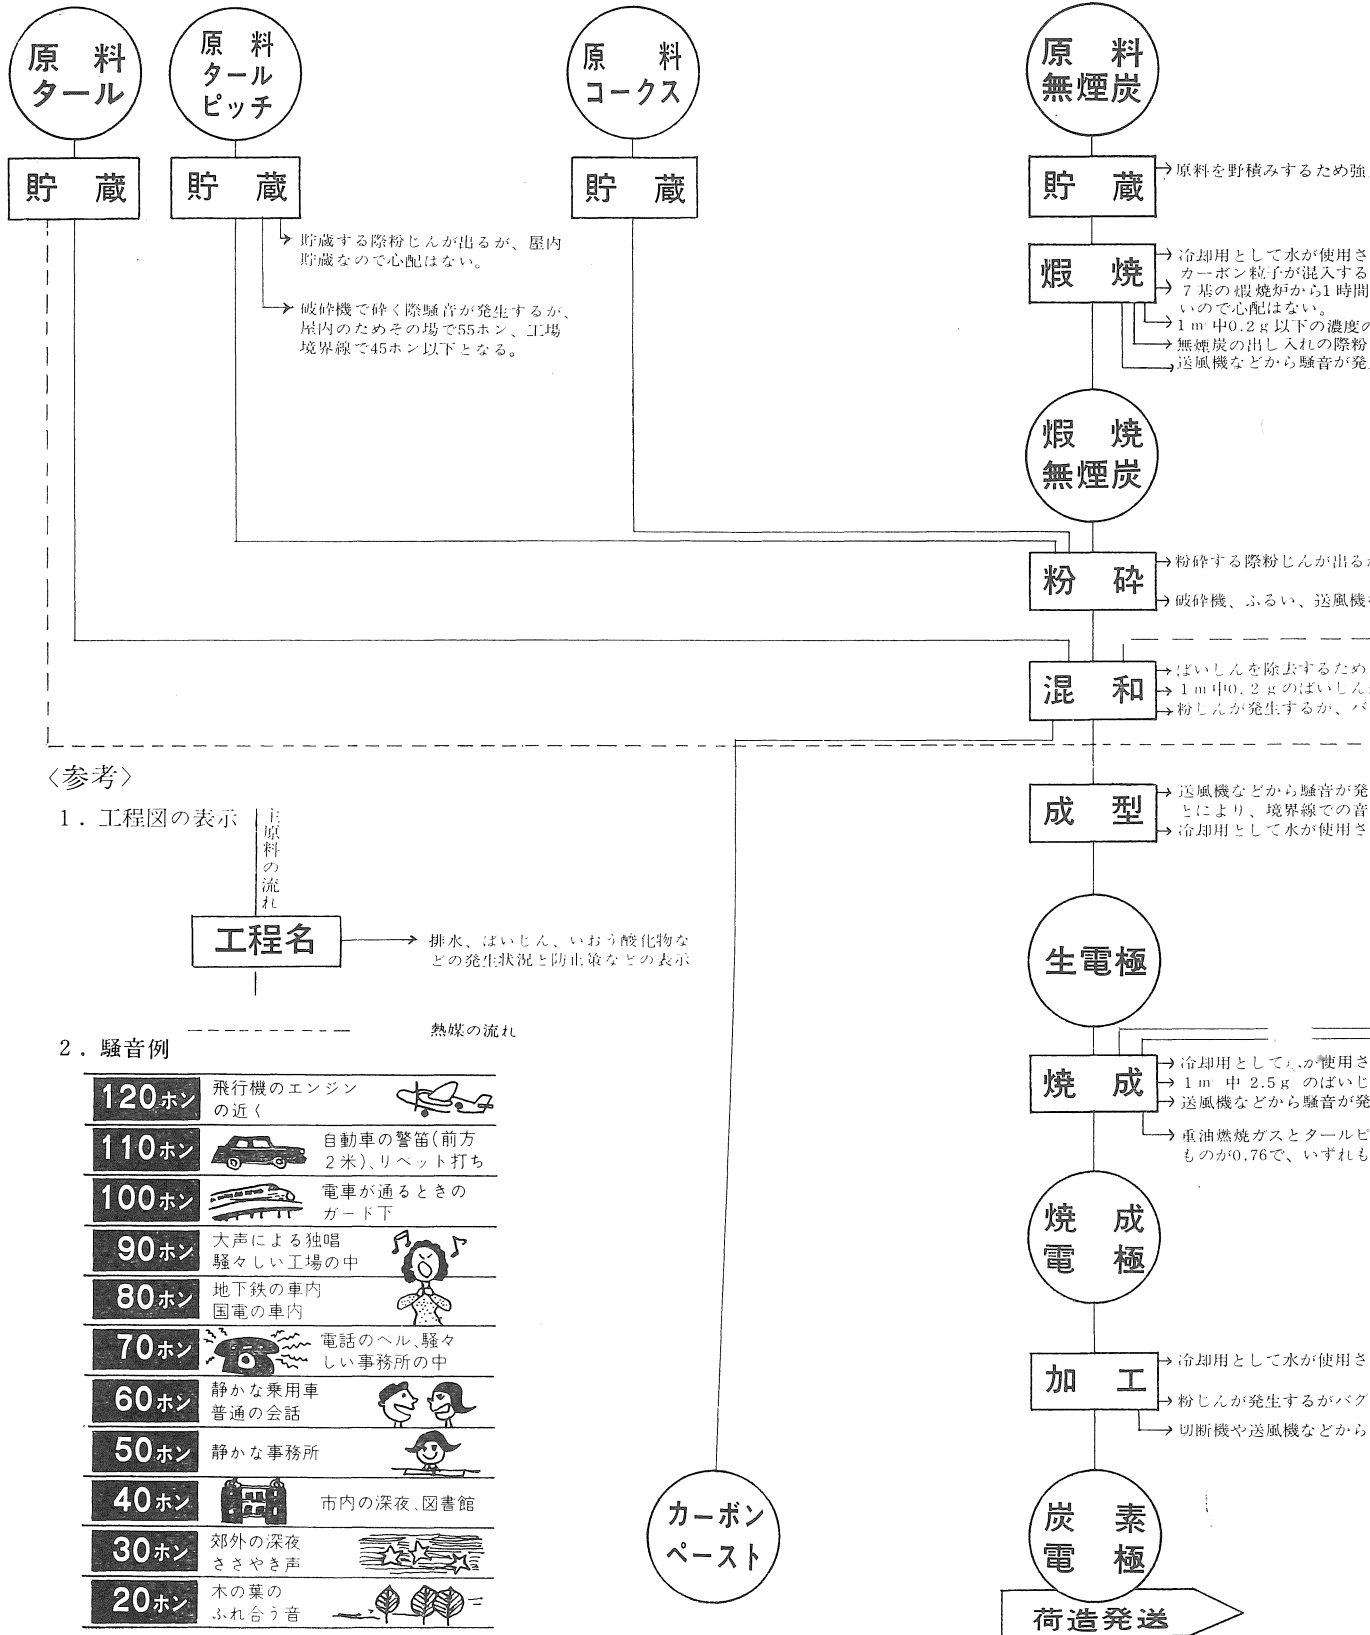 原料
タール
原料
タール
ピッチ
原料
コークス
原料
無煙炭
貯蔵
貯蔵
貯蔵
貯蔵
原料を野積みするため強
貯蔵する際粉じんが出るが、屋内
貯蔵なので心配はない。
破砕機で砕く際騒音が発生するが、
屋内のためその場で55ホン、工場
境界線で45ホン以下となる。
煆焼
冷却用として水が使用さ
カーボン粒子が混入する
7基の煆焼炉から1時間
いので心配はない。
1m中0.2g以下の濃度の
無煙炭の出し入れの際粉
送風機などから騒音が発
煆焼
無煙炭
粉砕
粉砕する際粉じんが出る
破砕機、ふるい、送風機
混和
ばいしんを除去するため
1m中0.2gのばいしん
粉しんが発生するか、バ
成型
送風機などから騒音が発
とにより、境界線での音
冷却用として水が使用さ
〈参考〉
1.工程図の表示
主原料の流れ
工程名
排水、ばいじん、いおう酸化物な
どの発生状況と防止策などの表示
熱媒の流れ
生電極
焼成
冷却用として が使用さ
1m 中 2.5g のばいじ
送風機などから騒音が発
重油燃焼ガスとタールピ
ものが0.76で、いずれも
焼成
電極
加工
冷却用として水が使用さ
粉じんが発生するがバグ
切断機や送風機などから
炭素
電極
荷造発送
カーボン
ペースト
2.騒音例
120ホン 飛行機のエンジン
の近く
110ホン 自動車の警笛(前方
2米)、リベット打ち
100ホン 電車が通るときの
ガード下
90ホン 大声による独唱
騒々しい工場の中
80ホン 地下鉄の車内
国電の車内
70ホン 電話のベル、騒々
しい事務所の中
60ホン 静かな乗用車
普通の会話
50ホン 静かな事務所
40ホン 市内の深夜、図書館
30ホン 郊外の深夜
ささやき声
20ホン 木の葉の
ふれ合う音